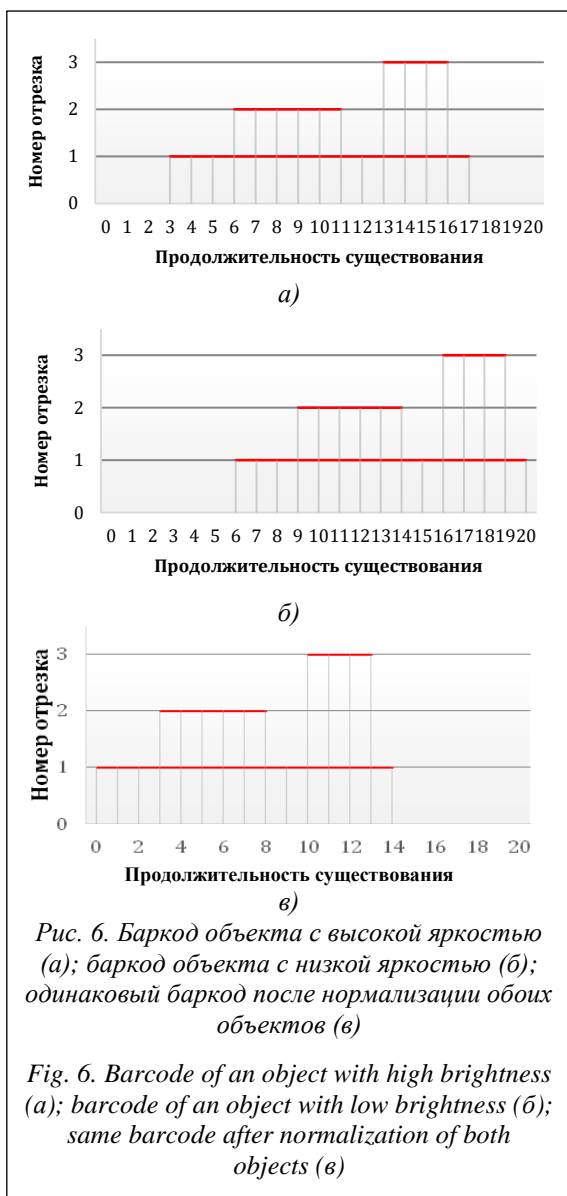 3
2
1
0
Номер отрезка
0 1 2 3 4 5 6 7 8 9 10 11 12 13 14 15 16 17 18 19 20
Продолжительность существования
а)
3
2
1
0
Номер отрезка
0 1 2 3 4 5 6 7 8 9 10 11 12 13 14 15 16 17 18 19 20
Продолжительность существования
б)
3
2
1
0
Номер отрезка
0 2 4 6 8 10 12 14 16 18 20
Продолжительность существования
в)
Рис. 6. Баркод объекта с высокой яркостью
(а); баркод объекта с низкой яркостью (б);
одинаковый баркод после нормализации обоих
объектов (в)
Fig. 6. Barcode of an object with high brightness
(а); barcode of an object with low brightness (б);
same barcode after normalization of both
objects (в)